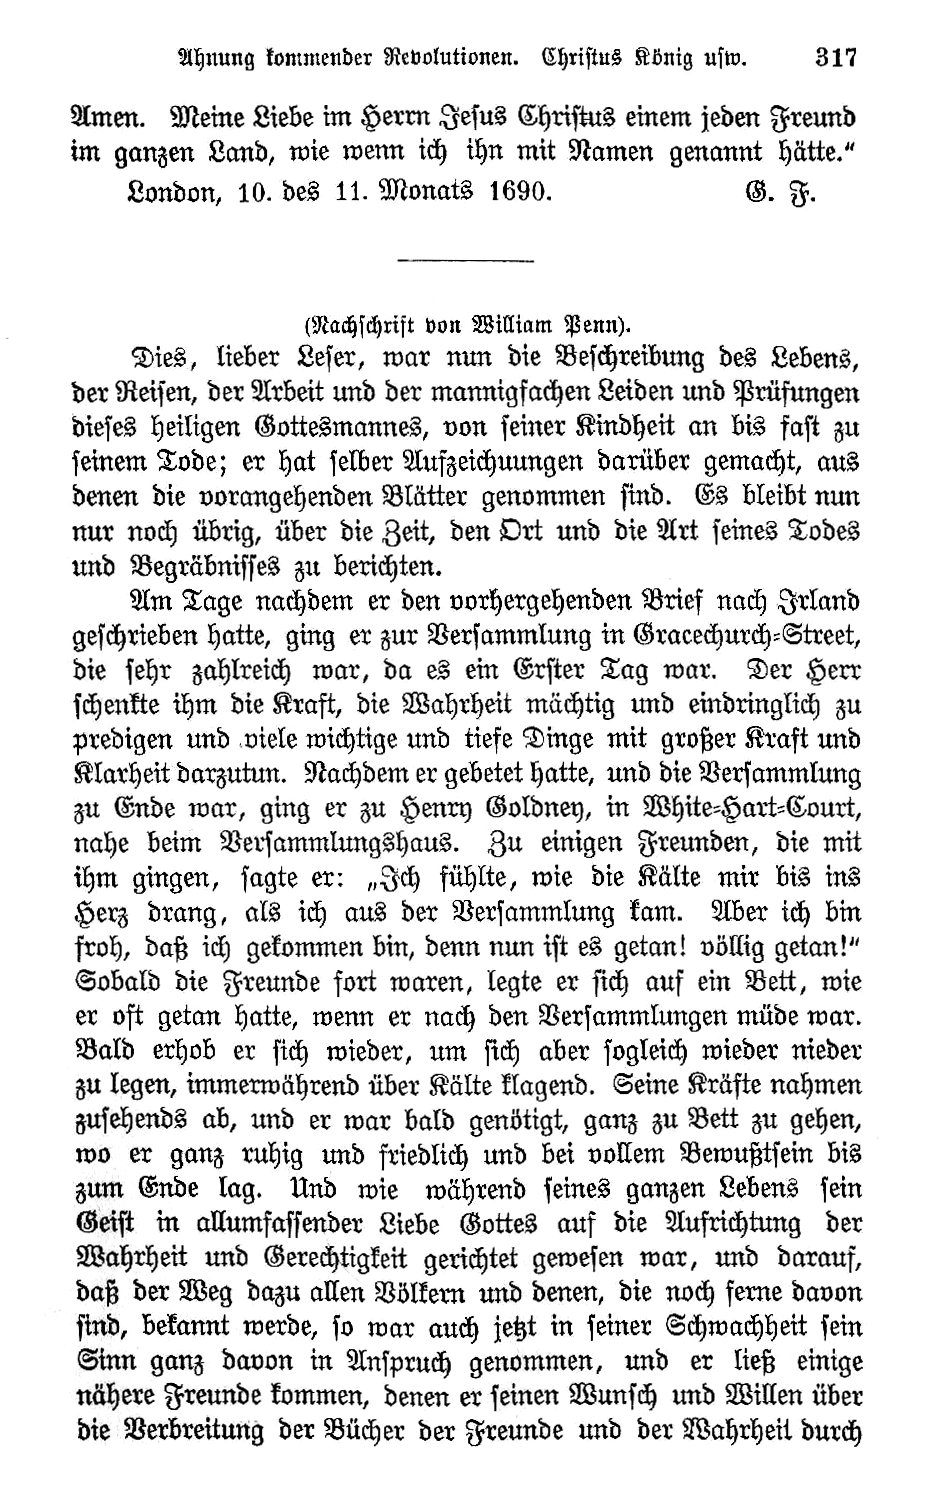 Ahnung kommender Revolutionen. Christus König usw. 317
Amen. Meine Liebe im Herrn Jesus Christus einem jeden Freund
im ganzen Land, wie wenn ich ihn mit Namen genannt hätte.“
London, 10. des 11. Monats 1690. G. F.
(Nachschrift von William Penn).
Dies, lieber Leser, war nun die Beschreibung des Lebens,
der Reisen, der Arbeit und der mannigfachen Leiden und Prüfungen
dieses heiligen Gottesmannes, von seiner Kindheit an bis fast zu
seinem Tode; er hat selber Aufzeichuungen darüber gemacht, aus
denen die vorangehenden Blätter genommen sind. Es bleibt nun
nur noch übrig, über die Zeit, den Ort und die Art seines Todes
und Begräbnisses zu berichten.
Am Tage nachdem er den vorhergehenden Brief nach Irland
geschrieben hatte, ging er zur Versammlung in Gracechurch-Street,
die sehr zahlreich war, da es ein Erster Tag war. Der Herr
schenkte ihm die Kraft, die Wahrheit mächtig und eindringlich zu
predigen und viele wichtige und tiefe Dinge mit großer Kraft und
Klarheit darzutun. Nachdem er gebetet hatte, und die Versammlung
zu Ende war, ging er zu Henry Goldney, in White-Hart-Court,
nahe beim Versammlungshaus. Zu einigen Freunden, die mit
ihm gingen, sagte er: „Ich fühlte, wie die Kälte mir bis ins
Herz drang, als ich aus der Versammlung kam. Aber ich bin
froh, daß ich gekommen bin, denn nun ist es getan! völlig getan!“
Sobald die Freunde fort waren, legte er sich auf ein Bett, wie
er oft getan hatte, wenn er nach den Versammlungen müde war.
Bald erhob er sich wieder, um sich aber sogleich wieder nieder
zu legen, immerwährend über Kälte klagend. Seine Kräfte nahmen
zusehends ab, und er war bald genötigt, ganz zu Bett zu gehen,
wo er ganz ruhig und friedlich und bei vollem Bewußtsein bis
zum Ende lag. Und wie während seines ganzen Lebens sein
Geist in allumfassender Liebe Gottes auf die Aufrichtung der
Wahrheit und Gerechtigkeit gerichtet gewesen war, und darauf,
daß der Weg dazu allen Völkern und denen, die noch ferne davon
sind, bekannt werde, so war auch jetzt in seiner Schwachheit sein
Sinn ganz davon in Anspruch genommen, und er ließ einige
nähere Freunde kommen, denen er seinen Wunsch und Willen über
die Verbreitung der Bücher der Freunde und der Wahrheit durch